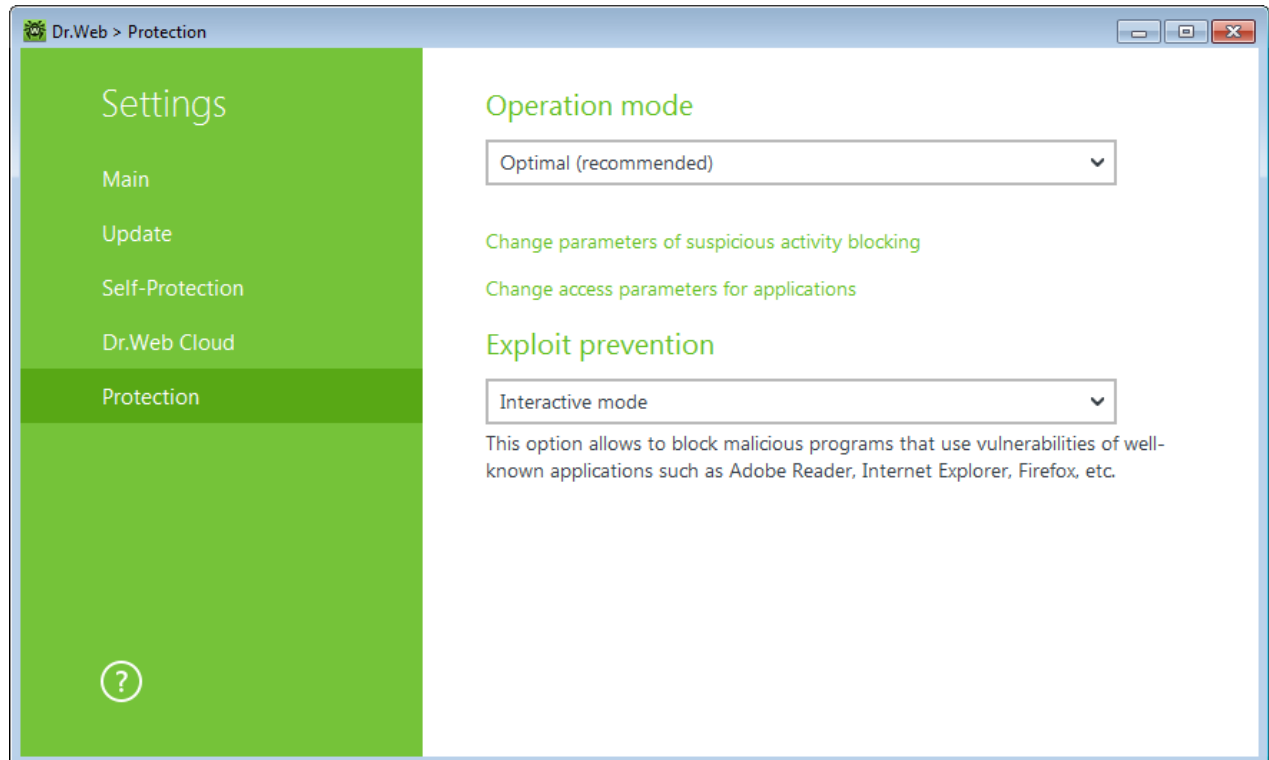 Dr.Web > Protection
Settings
Main
Update
Self-Protection
Dr.Web Cloud
Protection
?
Operation mode
Optimal (recommended)
Change parameters of suspicious activity blocking
Change access parameters for applications
Exploit prevention
Interactive mode
This option allows to block malicious programs that use vulnerabilities of well-
known applications such as Adobe Reader, Internet Explorer, Firefox, etc.